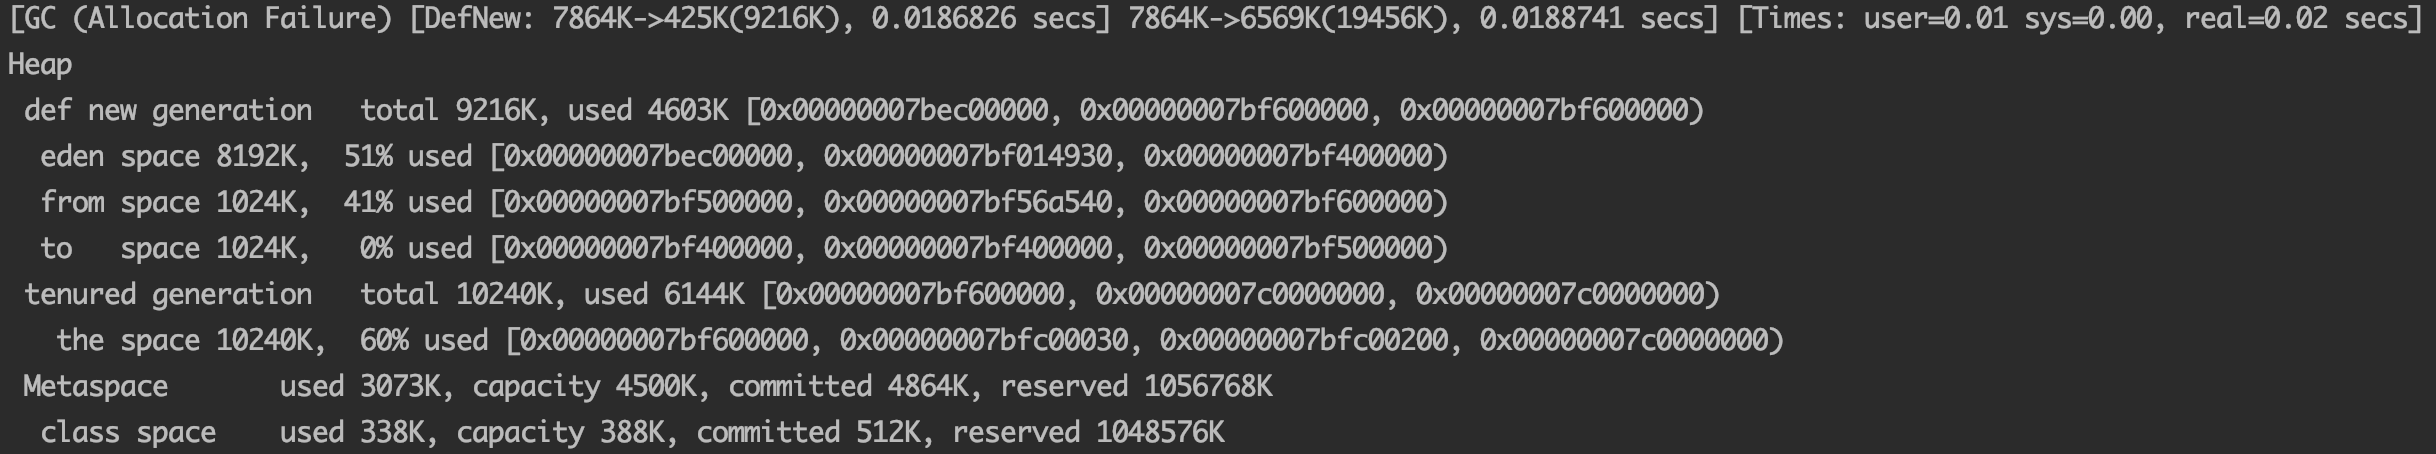 [GC (Allocation Failure) [DefNew: 7864K->425K(9216K), 0.0186826 secs] 7864K->6569K(19456K), 0.0188741 secs] [Times: user=0.01 sys=0.00, real=0.02 secs]
Heap
 def new generation   total 9216K, used 4603K [0x00000007bec00000, 0x00000007bf600000, 0x00000007bf600000)
  eden space 8192K,  51% used [0x00000007bec00000, 0x00000007bf014930, 0x00000007bf400000)
  from space 1024K,  41% used [0x00000007bf500000, 0x00000007bf56a540, 0x00000007bf600000)
  to   space 1024K,   0% used [0x00000007bf400000, 0x00000007bf400000, 0x00000007bf500000)
 tenured generation   total 10240K, used 6144K [0x00000007bf600000, 0x00000007c0000000, 0x00000007c0000000)
   the space 10240K,  60% used [0x00000007bf600000, 0x00000007bfc00030, 0x00000007bfc00200, 0x00000007c0000000)
 Metaspace       used 3073K, capacity 4500K, committed 4864K, reserved 1056768K
  class space    used 338K, capacity 388K, committed 512K, reserved 1048576K